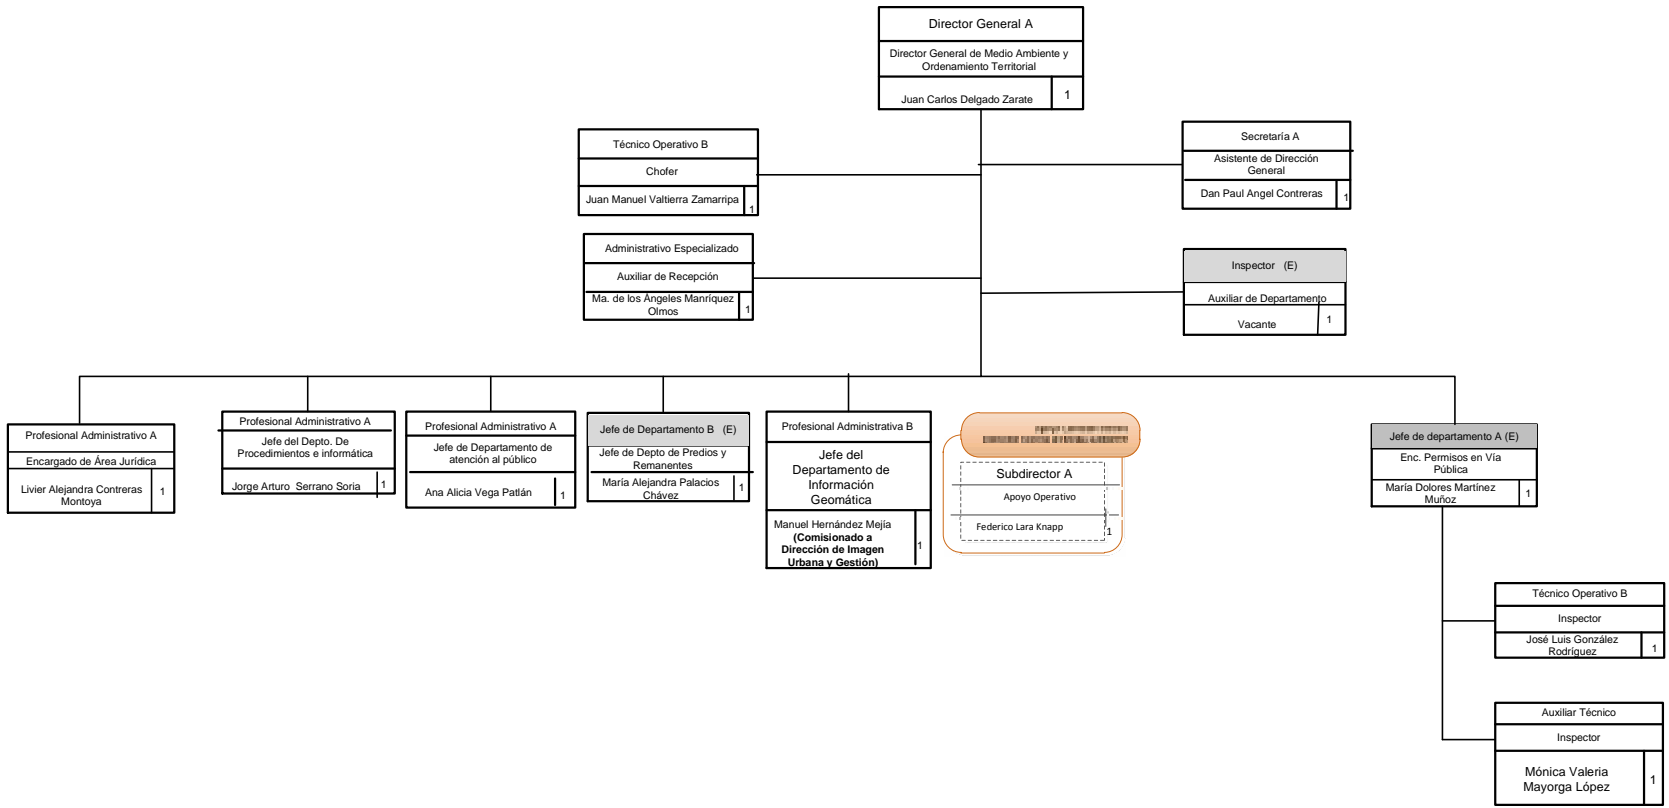 Director General A
Director General de Medio Ambiente y
Ordenamiento Territorial
Juan Carlos Delgado Zarate
1
Técnico Operativo B
Chofer
Juan Manuel Valtierra Zamarripa
1
Secretaría A
Asistente de Dirección
General
Dan Paul Angel Contreras
1
Administrativo Especializado
Auxiliar de Recepción
Ma. de los Ángeles Manríquez
Olmos
1
Inspector (E)
Auxiliar de Departamento
Vacante
1
Profesional Administrativo A
Encargado de Área Jurídica
Livier Alejandra Contreras
Montoya
1
Profesional Administrativo A
Jefe del Depto. De
Procedimientos e informática
Jorge Arturo Serrano Soria
1
Profesional Administrativo A
Jefe de Departamento de
atención al público
Ana Alicia Vega Patlán
1
Jefe de Departamento B (E)
Jefe de Depto de Predios y
Remanentes
María Alejandra Palacios
Chávez
1
Profesional Administrativa B
Jefe del
Departamento de
Información
Geomática
Manuel Hernández Mejía
(Comisionado a
Dirección de Imagen
Urbana y Gestión)
1
Subdirector A
Apoyo Operativo
Federico Lara Knapp
1
Jefe de departamento A (E)
Enc. Permisos en Vía
Pública
María Dolores Martínez
Muñoz
1
Técnico Operativo B
Inspector
José Luis González
Rodríguez
1
Auxiliar Técnico
Inspector
Mónica Valeria
Mayorga López
1